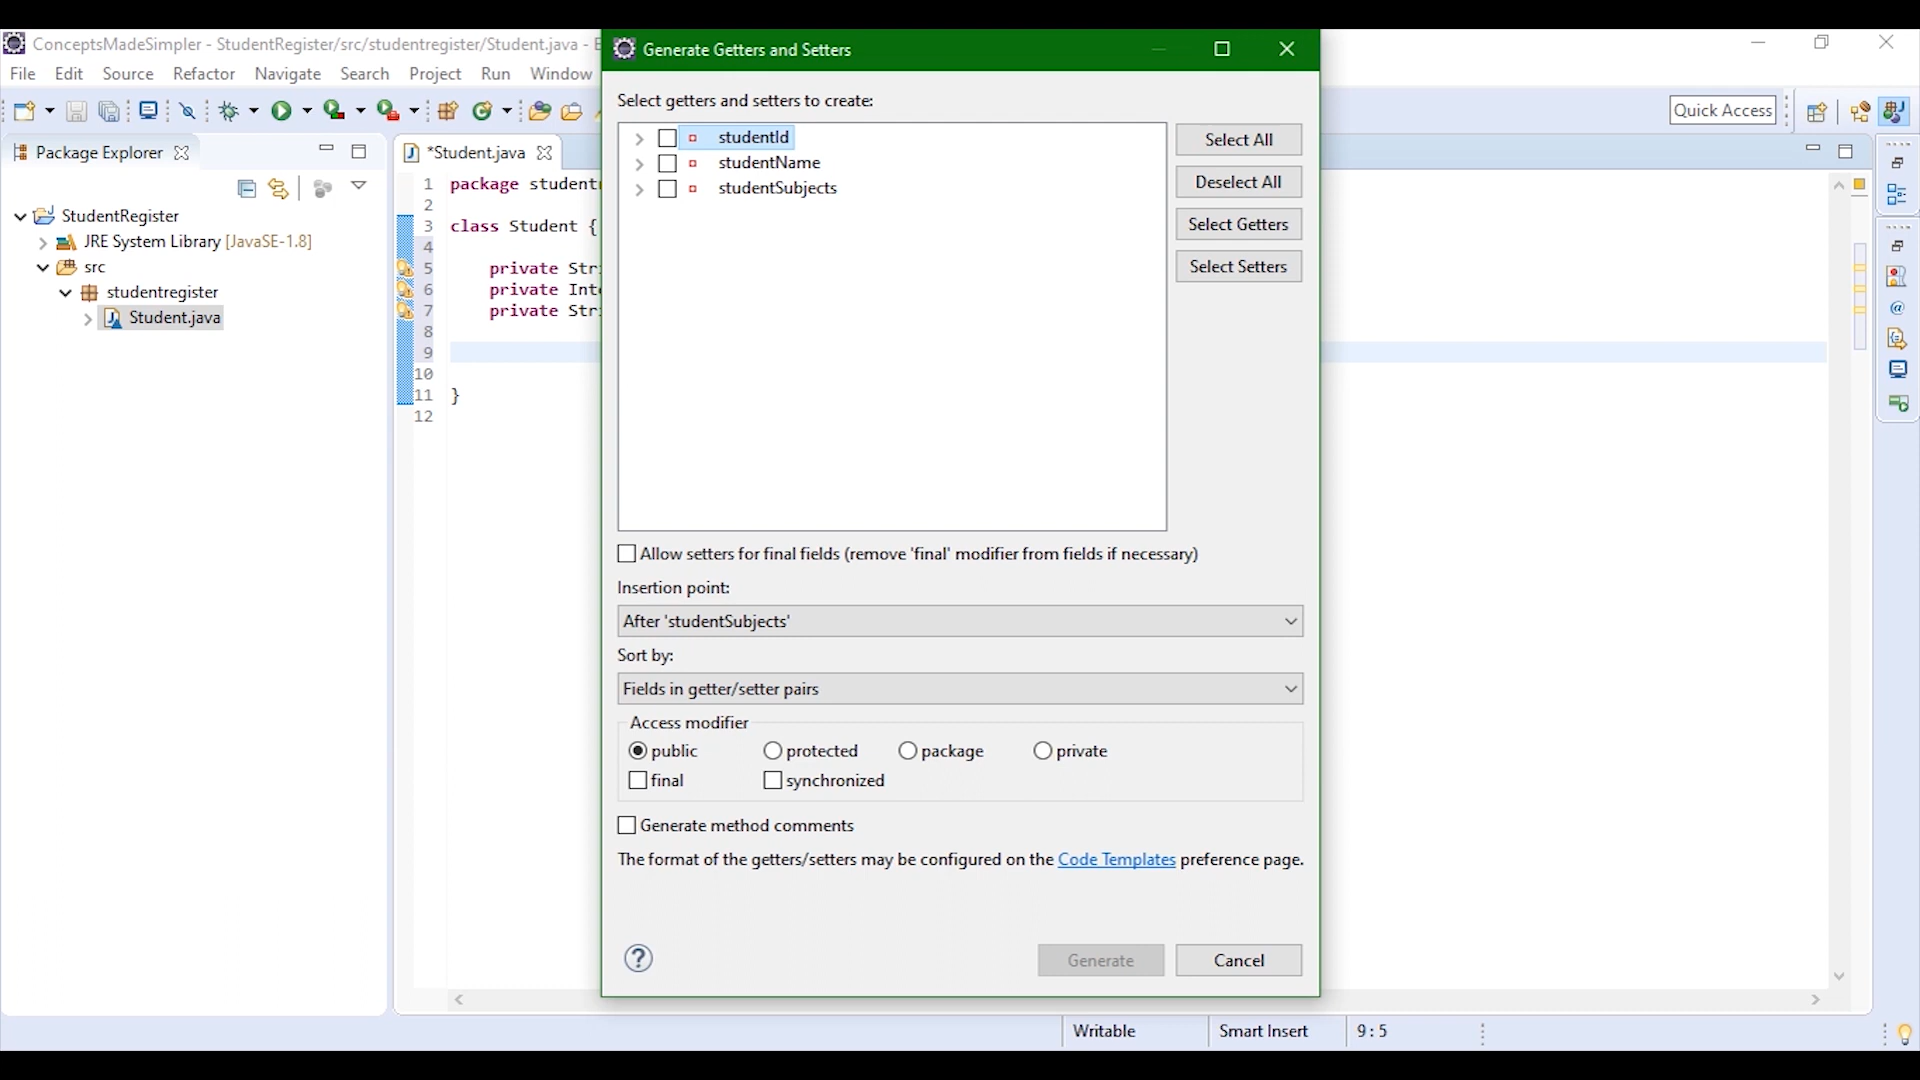 ConceptsMadeSimpler - StudentRegister/src/studentregister/Student.java - E
File Edit Source Refactor Navigate Search Project Run Window
Quick Access
Package Explorer
StudentRegister
JRE System Library [JavaSE-1.8]
src
studentregister
Student.java
*Student.java
1 package studentr
2
3 class Student {
4
5 private Stri
6 private Inte
7 private Stri
8
9
10
11 }
12
Generate Getters and Setters
Select getters and setters to create:
studentId
studentName
studentSubjects
Select All
Deselect All
Select Getters
Select Setters
Allow setters for final fields (remove 'final' modifier from fields if necessary)
Insertion point:
After 'studentSubjects'
Sort by:
Fields in getter/setter pairs
Access modifier
public protected package private
final synchronized
Generate method comments
The format of the getters/setters may be configured on the Code Templates preference page.
Generate Cancel
Writable Smart Insert 9 : 5